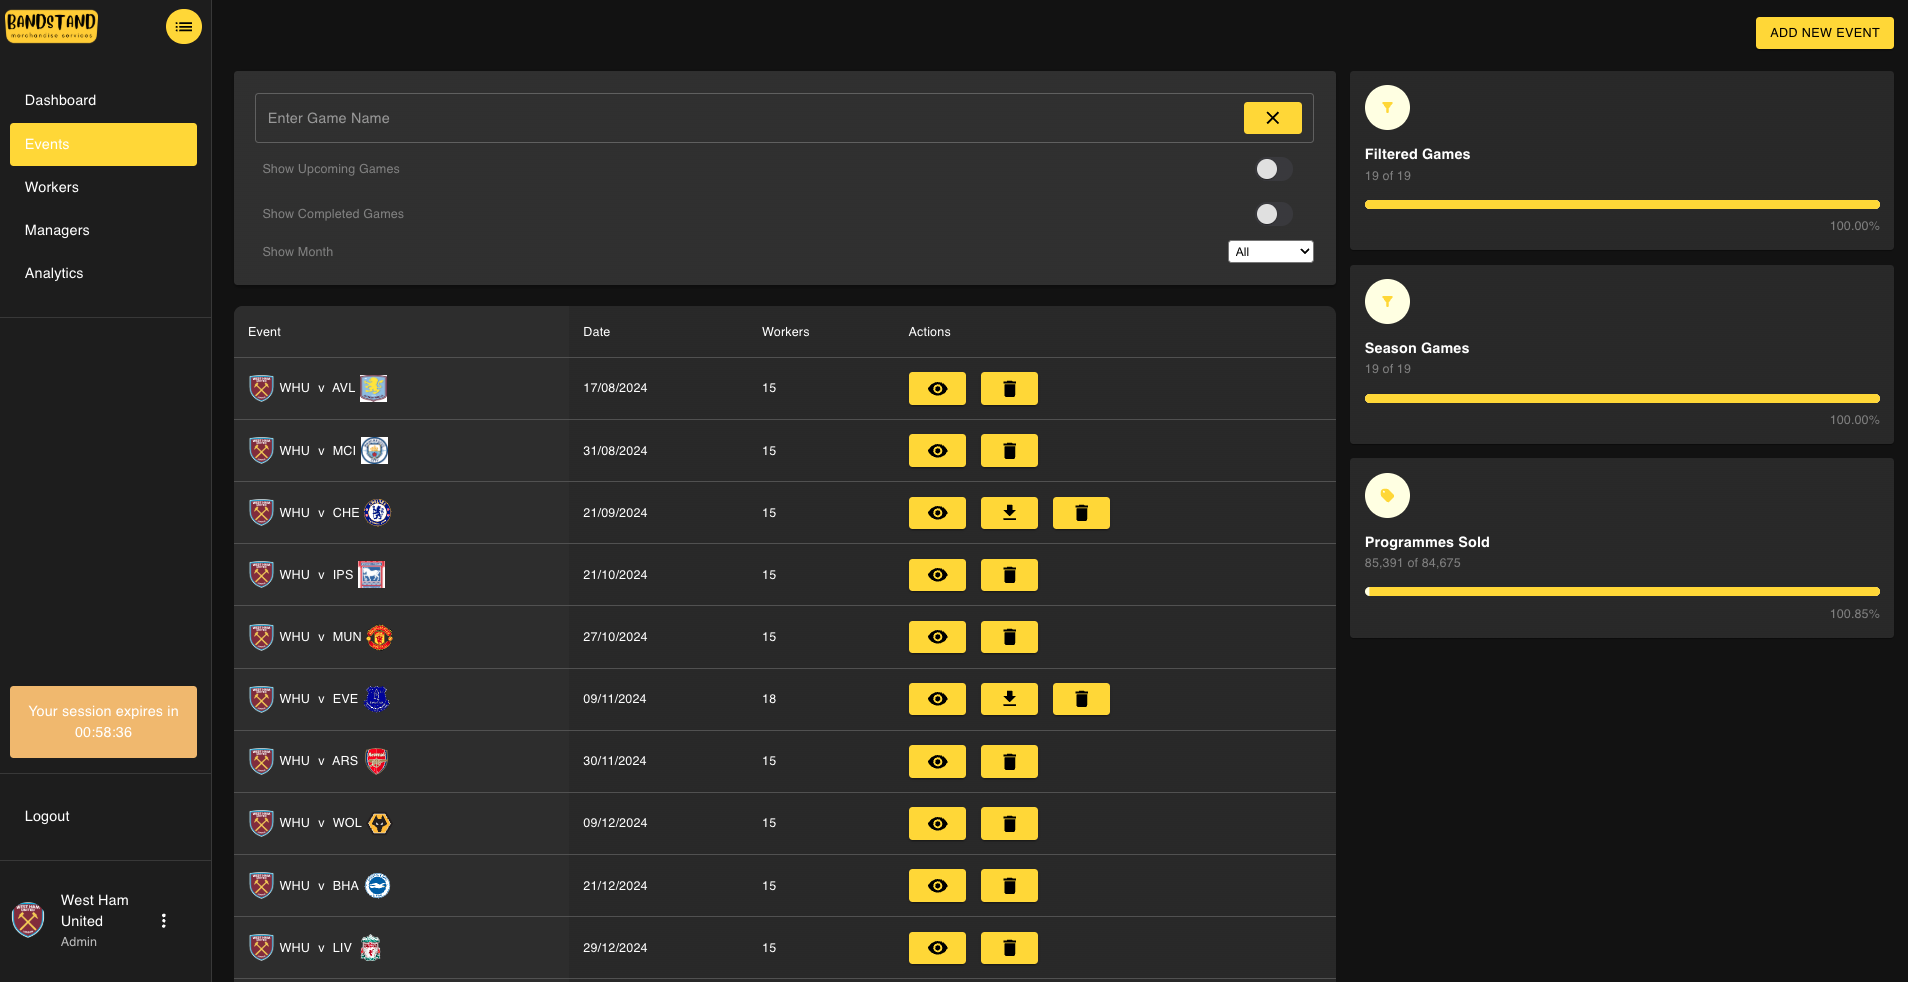 BANDSTAND
merchandise services
Dashboard
Events
Workers
Managers
Analytics
Your session expires in
00:58:36
Logout
West Ham
United
Admin
ADD NEW EVENT
Enter Game Name
Show Upcoming Games
Show Completed Games
Show Month
All
Event Date Workers Actions
WHU v AVL 17/08/2024 15
WHU v MCI 31/08/2024 15
WHU v CHE 21/09/2024 15
WHU v IPS 21/10/2024 15
WHU v MUN 27/10/2024 15
WHU v EVE 09/11/2024 18
WHU v ARS 30/11/2024 15
WHU v WOL 09/12/2024 15
WHU v BHA 21/12/2024 15
WHU v LIV 29/12/2024 15
Filtered Games
19 of 19
100.00%
Season Games
19 of 19
100.00%
Programmes Sold
85,391 of 84,675
100.85%